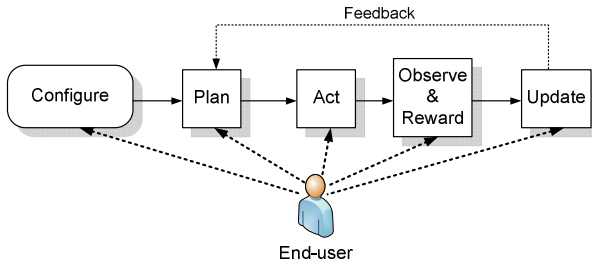 Feedback
Configure
Plan
Act
Observe
&
Reward
Update
End-user